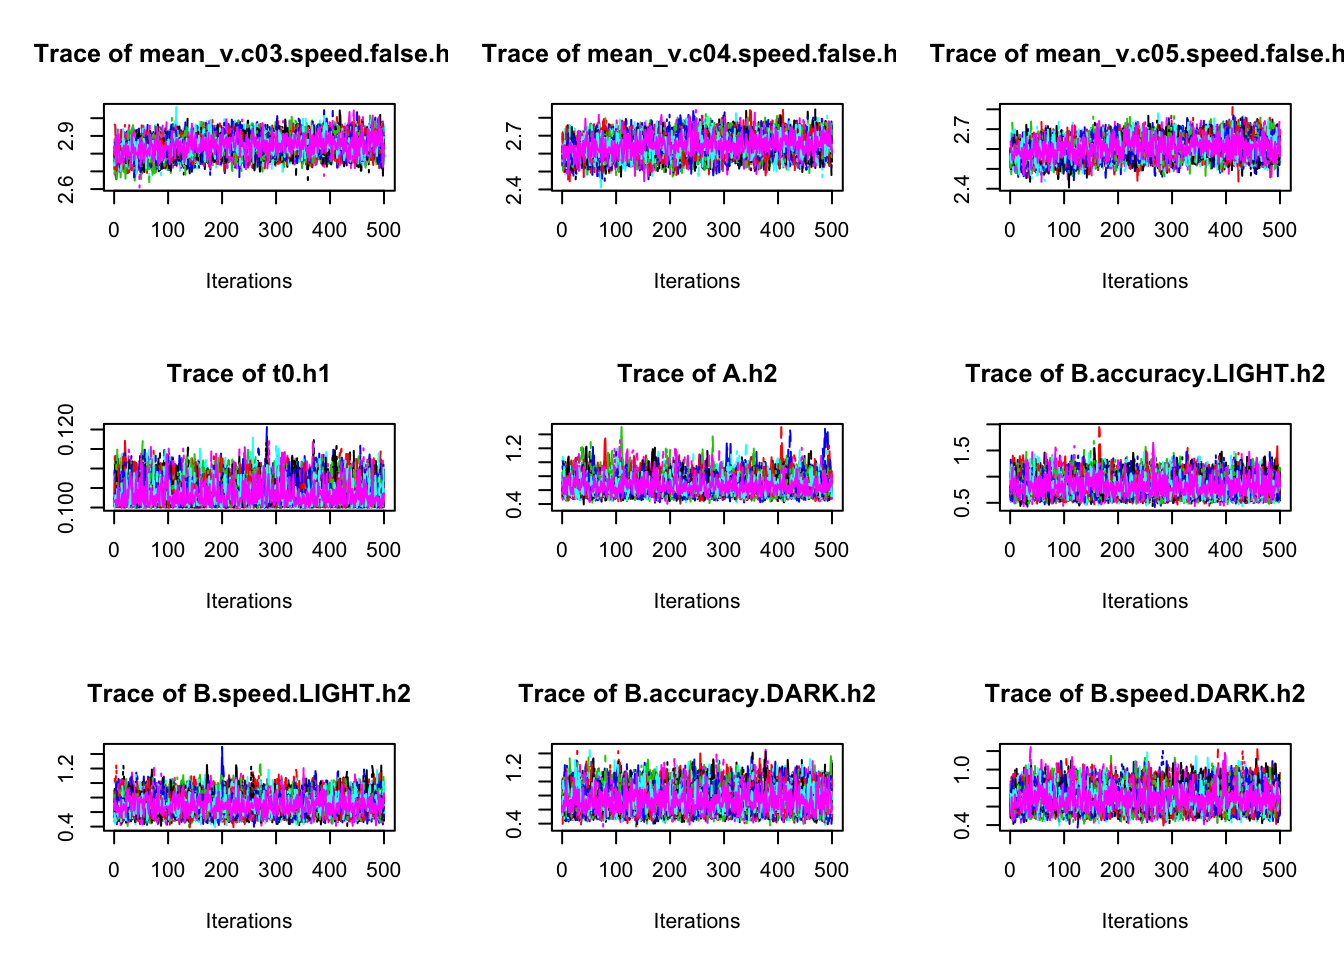 Trace of mean_v.c03.speed.false.h
2.9
2.6
0 100 200 300 400 500
Iterations
Trace of mean_v.c04.speed.false.h
2.7
2.4
0 100 200 300 400 500
Iterations
Trace of mean_v.c05.speed.false.h
2.7
2.4
0 100 200 300 400 500
Iterations
Trace of t0.h1
0.120
0.100
0 100 200 300 400 500
Iterations
Trace of A.h2
1.2
0.4
0 100 200 300 400 500
Iterations
Trace of B.accuracy.LIGHT.h2
1.5
0.5
0 100 200 300 400 500
Iterations
Trace of B.speed.LIGHT.h2
1.2
0.4
0 100 200 300 400 500
Iterations
Trace of B.accuracy.DARK.h2
1.2
0.4
0 100 200 300 400 500
Iterations
Trace of B.speed.DARK.h2
1.0
0.4
0 100 200 300 400 500
Iterations